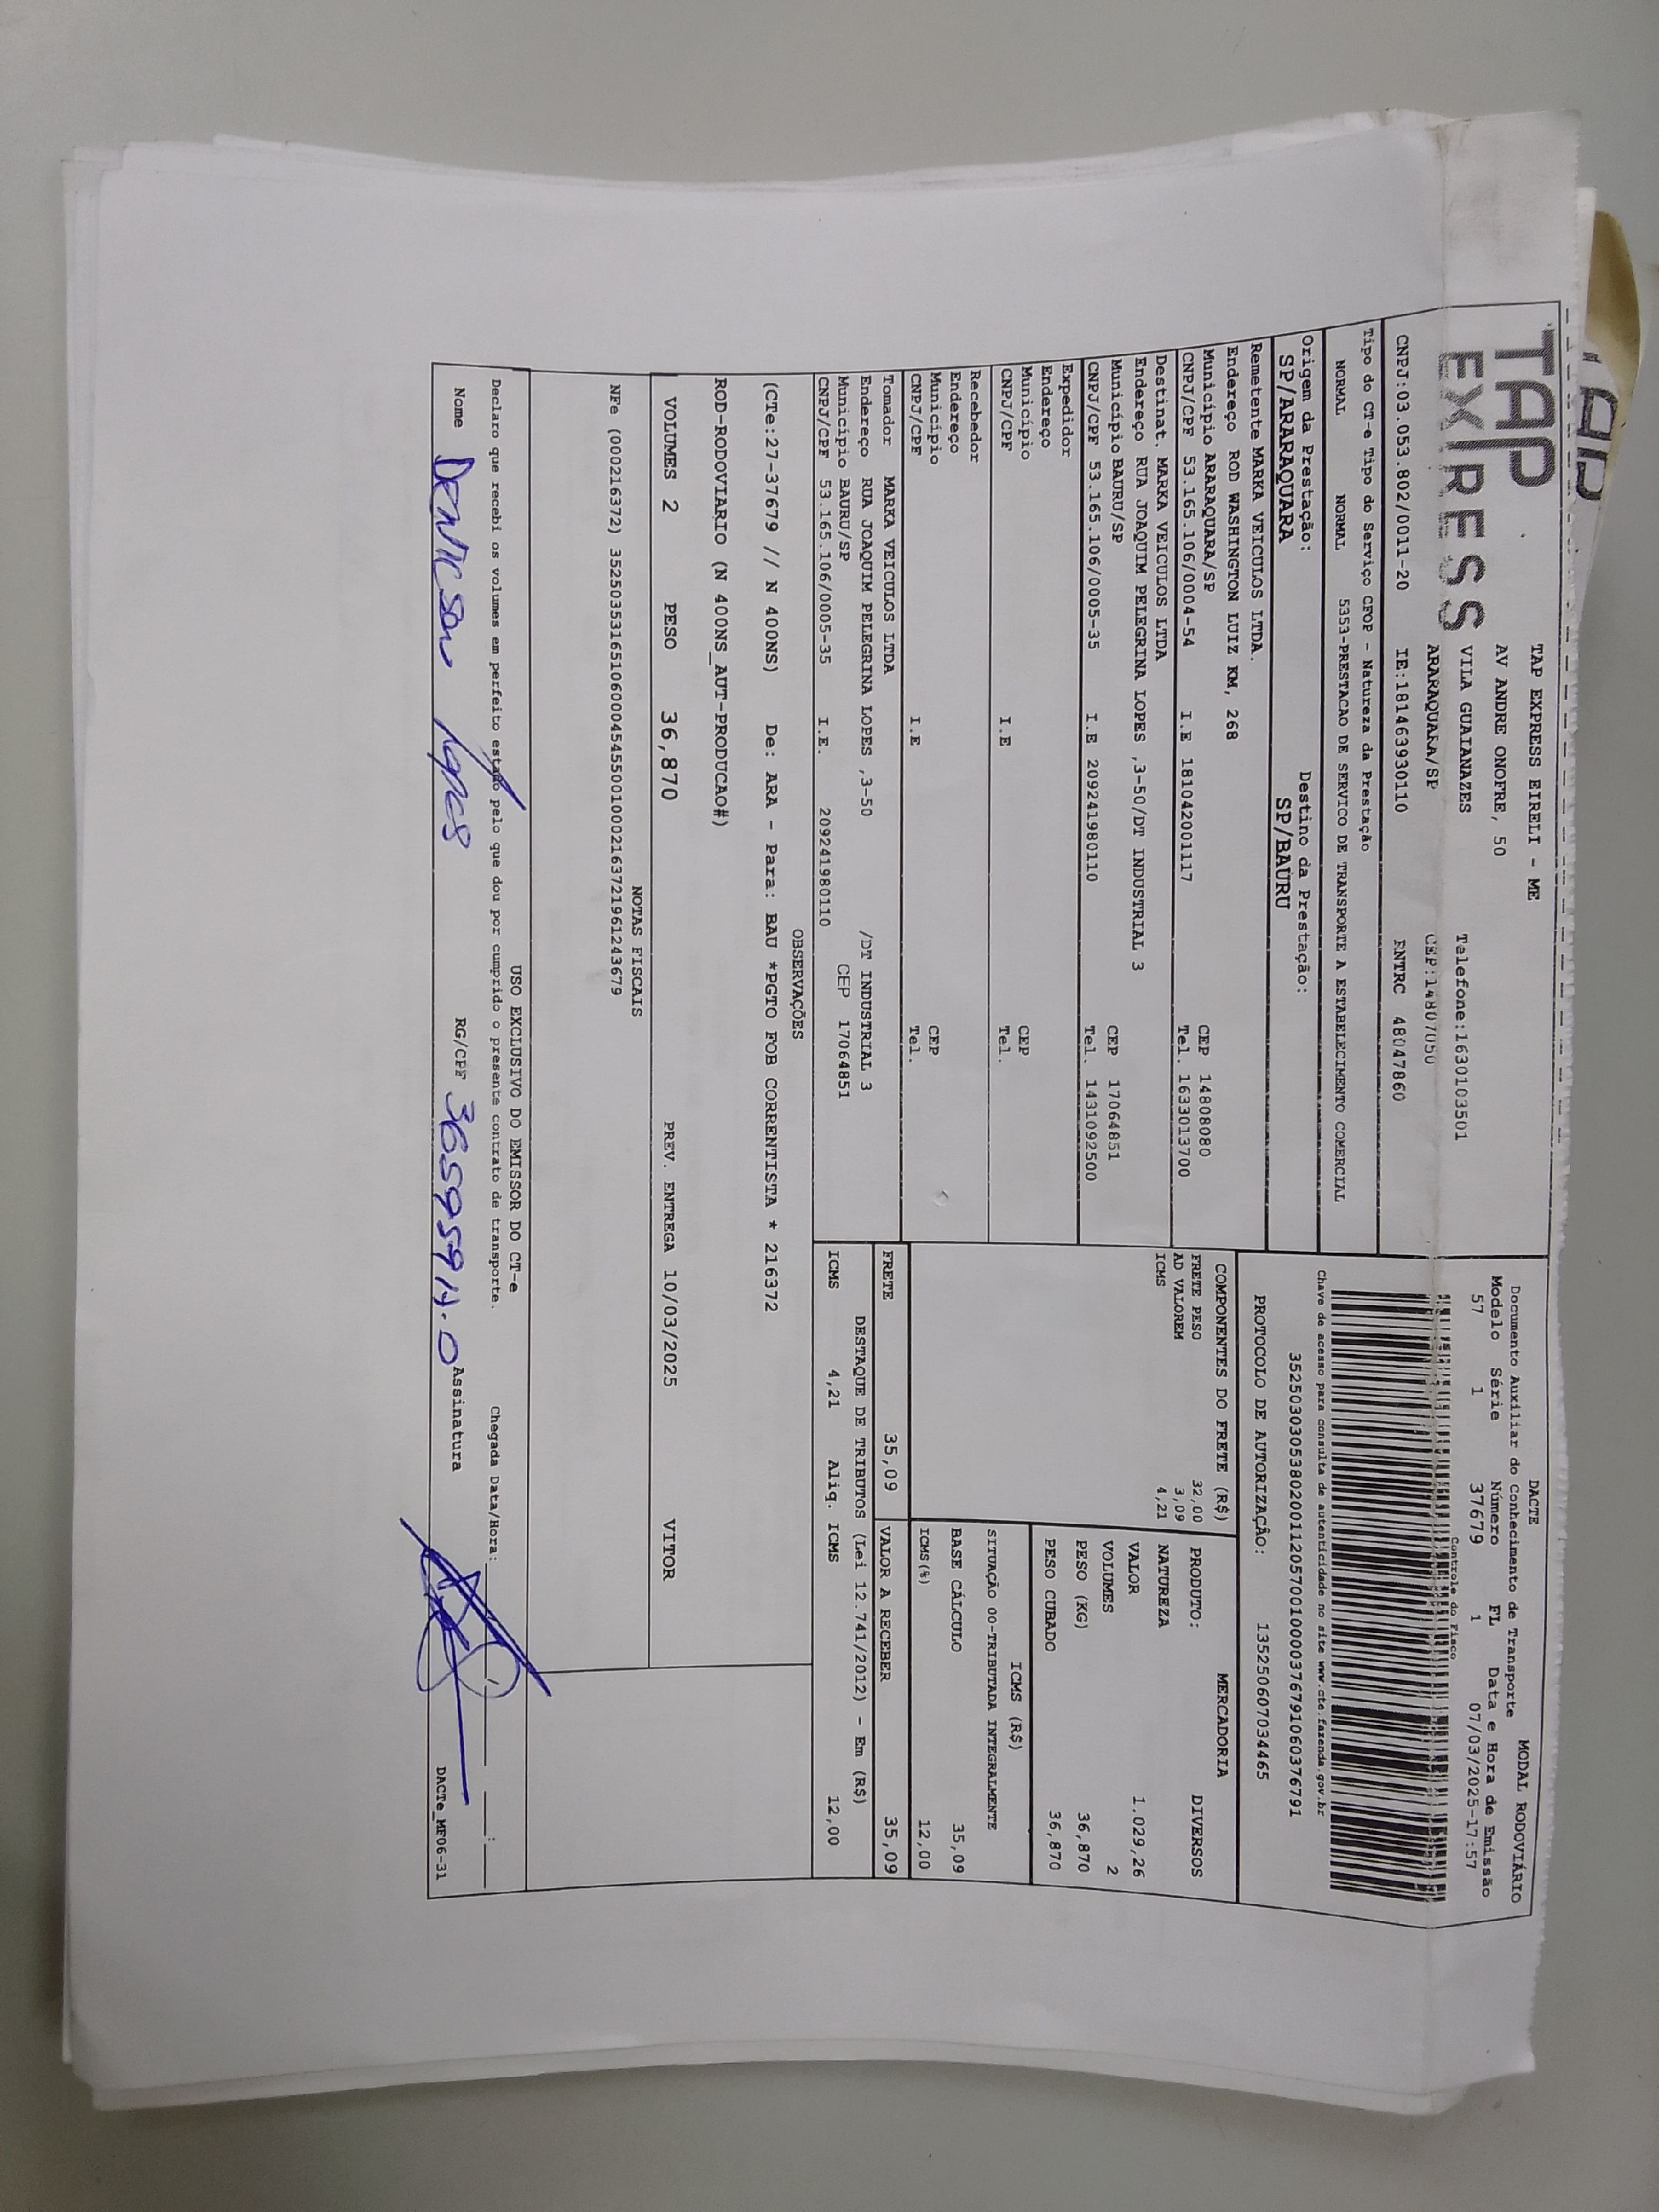 TAP
TAP EXPRESS
TAP EXPRESS EIRELI - ME
AV ANDRE ONOFRE, 50
VILA GUAIANAZES Telefone:1630103501
ARARAQUARA/SP CEP:14807050
CNPJ:03.053.802/0011-20 IE:181463930110 RNTRC 48047860
DACTE MODAL RODOVIÁRIO
Documento Auxiliar do Conhecimento de Transporte
Modelo Série Número FL Data e Hora de Emissão
57 1 37679 1 07/03/2025-17:57
Controle do Fisco
Chave de acesso para consulta de autenticidade no site www.cte.fazenda.gov.br
35250303053802001120570010000376791060376791
PROTOCOLO DE AUTORIZAÇÃO: 135250607034465
Tipo do CT-e Tipo do Serviço CFOP - Natureza da Prestação
NORMAL NORMAL 5353-PRESTACAO DE SERVICO DE TRANSPORTE A ESTABELECIMENTO COMERCIAL
Origem da Prestação: Destino da Prestação:
SP/ARARAQUARA SP/BAURU
Remetente MARKA VEICULOS LTDA.
Endereço ROD WASHINGTON LUIZ KM, 268
Município ARARAQUARA/SP CEP 14808080
CNPJ/CPF 53.165.106/0004-54 I.E 181042001117 Tel. 1633013700
Destinat. MARKA VEICULOS LTDA
Endereço RUA JOAQUIM PELEGRINA LOPES ,3-50/DT INDUSTRIAL 3
Município BAURU/SP CEP 17064851
CNPJ/CPF 53.165.106/0005-35 I.E 209241980110 Tel. 1431092500
Expedidor
Endereço
Município CEP
CNPJ/CPF I.E Tel.
Recebedor
Endereço
Município CEP
CNPJ/CPF I.E Tel.
Tomador MARKA VEICULOS LTDA
Endereço RUA JOAQUIM PELEGRINA LOPES ,3-50 /DT INDUSTRIAL 3
Município BAURU/SP CEP 17064851
CNPJ/CPF 53.165.106/0005-35 I.E. 209241980110
COMPONENTES DO FRETE (R$)
FRETE PESO 32,00
AD VALOREM 3,09
ICMS 4,21
MERCADORIA
PRODUTO: DIVERSOS
NATUREZA
VALOR 1.029,26
VOLUMES 2
PESO (KG) 36,870
PESO CUBADO 36,870
ICMS (R$)
SITUAÇÃO 00-TRIBUTADA INTEGRALMENTE
BASE CÁLCULO 35,09
ICMS(%) 12,00
FRETE 35,09 VALOR A RECEBER 35,09
DESTAQUE DE TRIBUTOS (Lei 12.741/2012) - Em (R$)
ICMS 4,21 Aliq. ICMS 12,00
OBSERVAÇÕES
(CTe:27-37679 // N 400NS) De: ARA - Para: BAU *PGTO FOB CORRENTISTA * 216372
ROD-RODOVIARIO (N 400NS_AUT-PRODUCAO#)
VOLUMES 2 PESO 36,870 PREV. ENTREGA 10/03/2025 VITOR
NOTAS FISCAIS
NFe (000216372) 35250353165106000454550010002163721961243679
USO EXCLUSIVO DO EMISSOR DO CT-e
Declaro que recebi os volumes em perfeito estado pelo que dou por cumprido o presente contrato de transporte. Chegada Data/Hora:
Nome Denilson Lopes RG/CPF Assinatura
DACTe_MF06-31